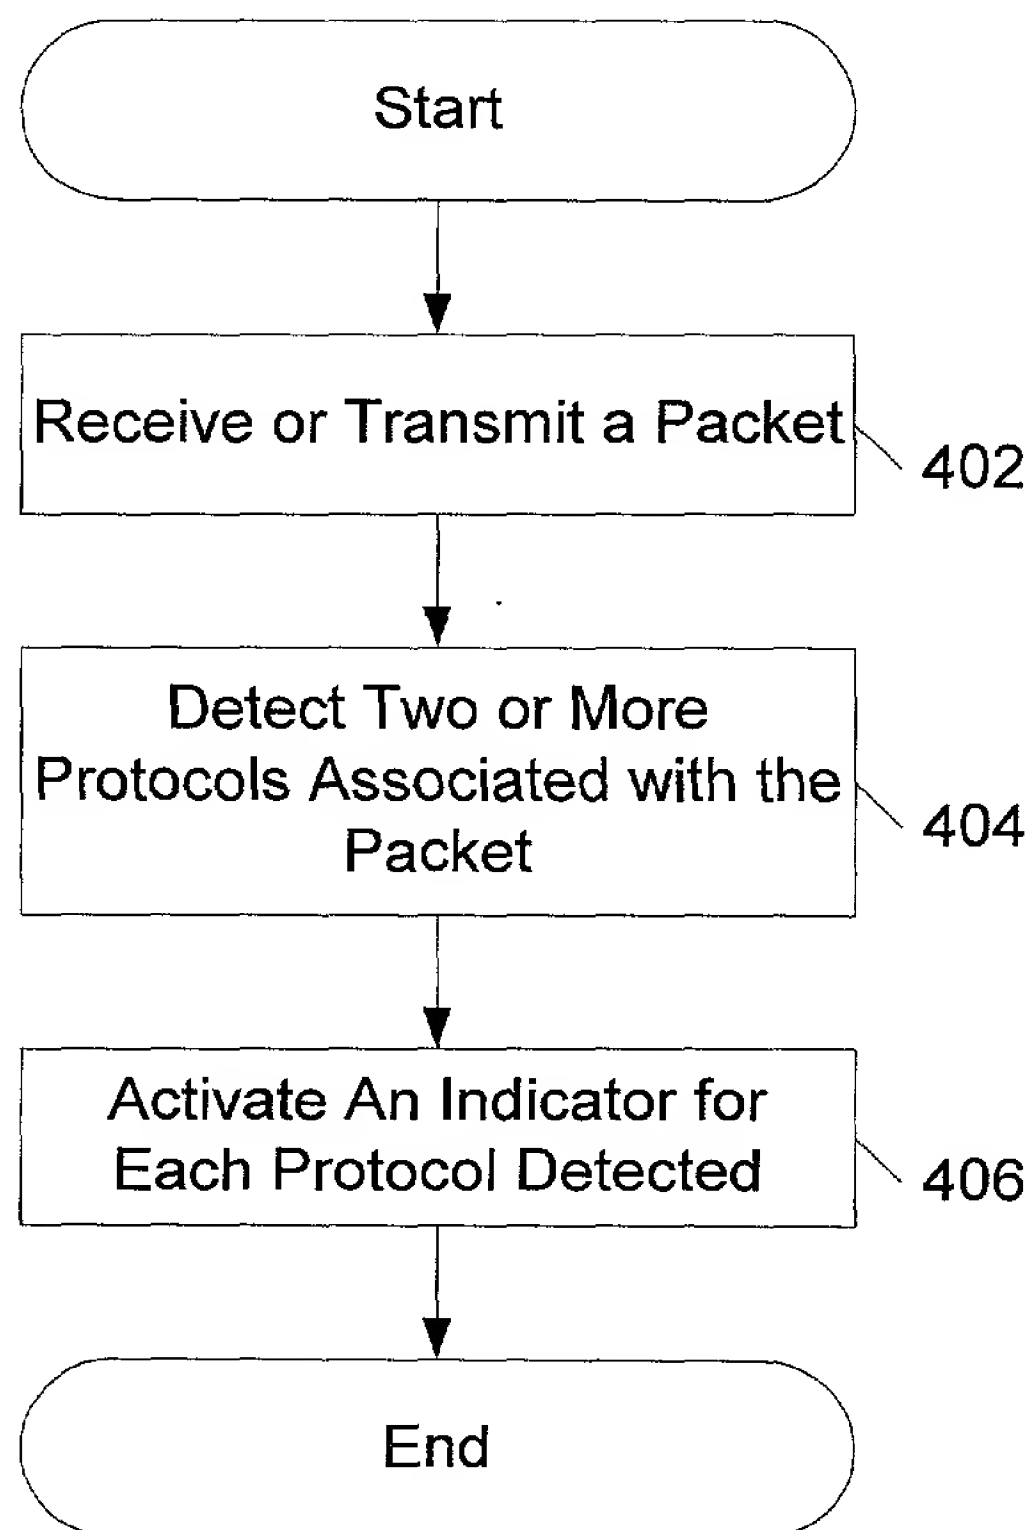 Start
Receive or Transmit a Packet
402
Detect Two or More
Protocols Associated with the
Packet
404
Activate An Indicator for
Each Protocol Detected
406
End